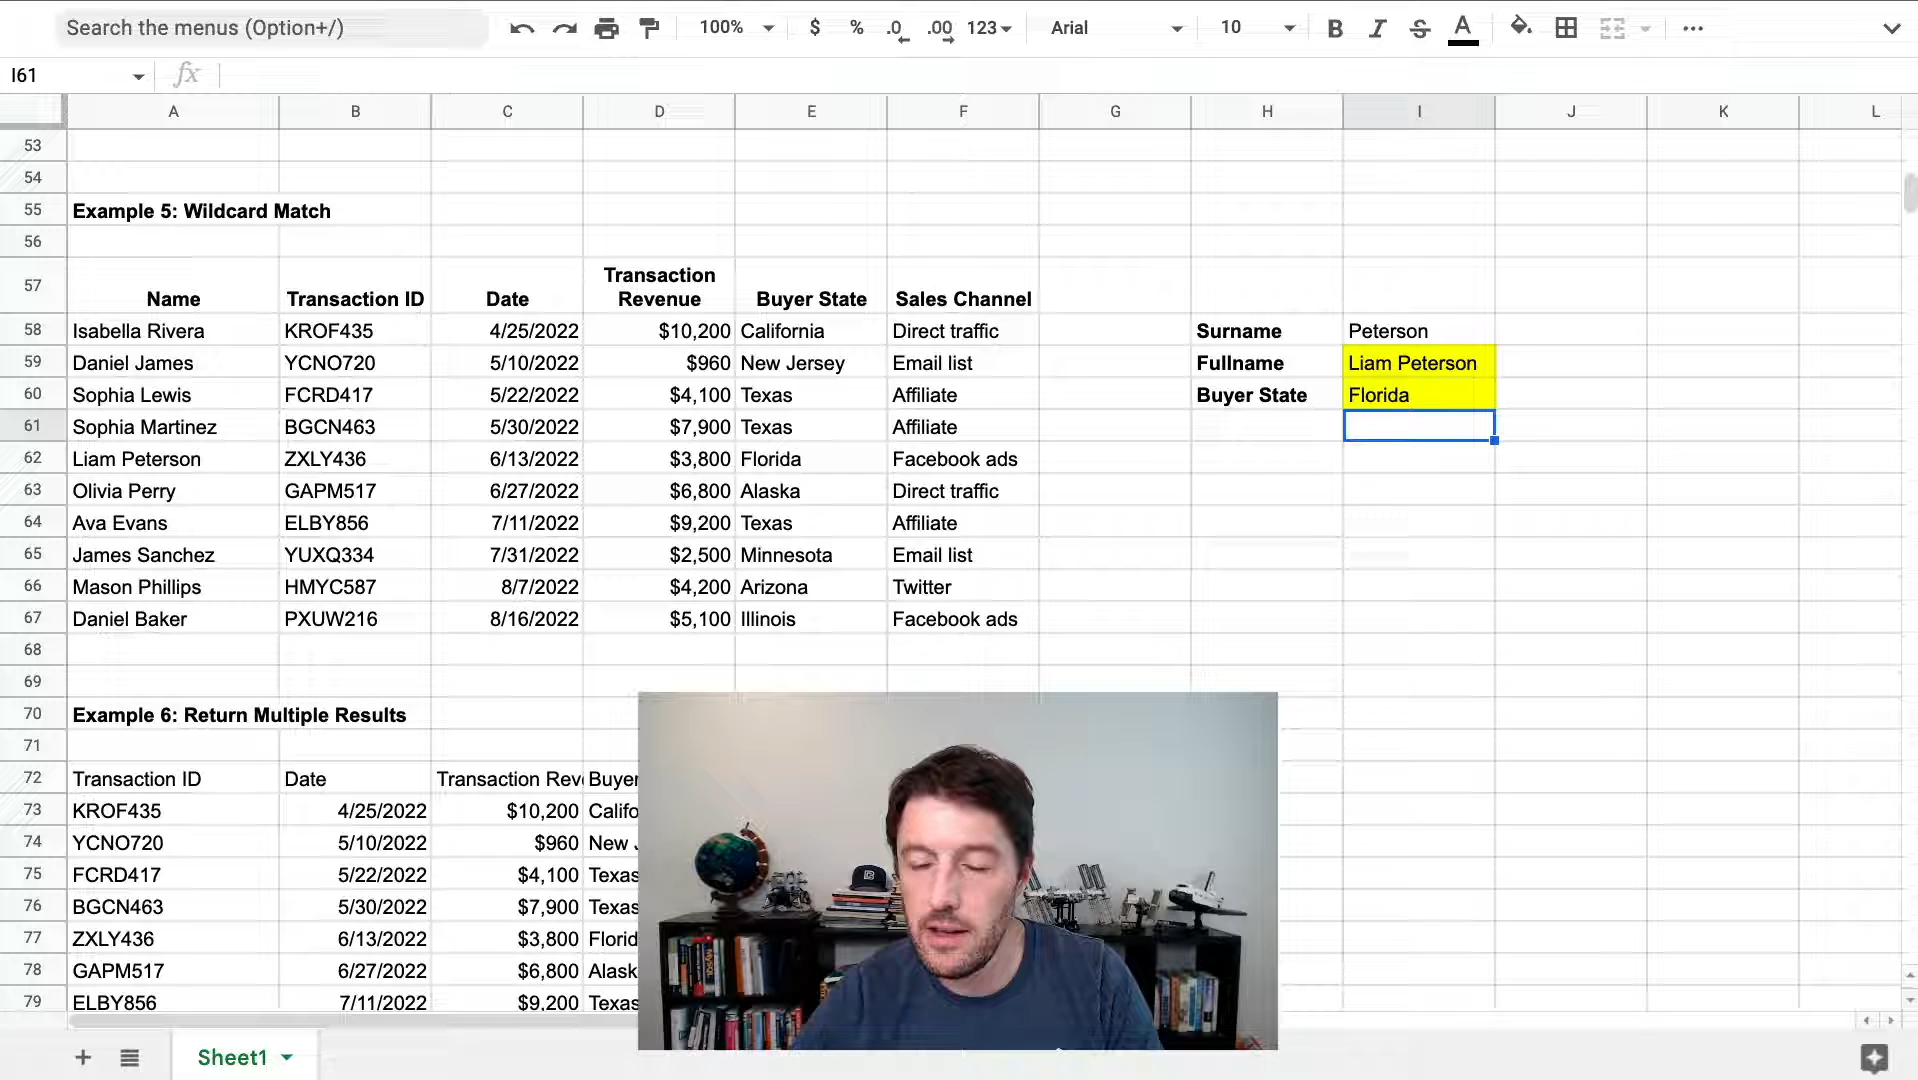 Search the menus (Option+/)
100%
$
%
.0
.00
123
Arial
10
B
I
S
A
I61
fx
A B C D E F G H I J K L
53
54
55 Example 5: Wildcard Match
56
57 Name Transaction ID Date Transaction Revenue Buyer State Sales Channel
58 Isabella Rivera KROF435 4/25/2022 $10,200 California Direct traffic Surname Peterson
59 Daniel James YCNO720 5/10/2022 $960 New Jersey Email list Fullname Liam Peterson
60 Sophia Lewis FCRD417 5/22/2022 $4,100 Texas Affiliate Buyer State Florida
61 Sophia Martinez BGCN463 5/30/2022 $7,900 Texas Affiliate
62 Liam Peterson ZXLY436 6/13/2022 $3,800 Florida Facebook ads
63 Olivia Perry GAPM517 6/27/2022 $6,800 Alaska Direct traffic
64 Ava Evans ELBY856 7/11/2022 $9,200 Texas Affiliate
65 James Sanchez YUXQ334 7/31/2022 $2,500 Minnesota Email list
66 Mason Phillips HMYC587 8/7/2022 $4,200 Arizona Twitter
67 Daniel Baker PXUW216 8/16/2022 $5,100 Illinois Facebook ads
68
69
70 Example 6: Return Multiple Results
71
72 Transaction ID Date Transaction Rev Buyer
73 KROF435 4/25/2022 $10,200 Califo
74 YCNO720 5/10/2022 $960 New
75 FCRD417 5/22/2022 $4,100 Texas
76 BGCN463 5/30/2022 $7,900 Texas
77 ZXLY436 6/13/2022 $3,800 Florid
78 GAPM517 6/27/2022 $6,800 Alask
79 ELBY856 7/11/2022 $9,200 Texas
MySQL
Sheet1